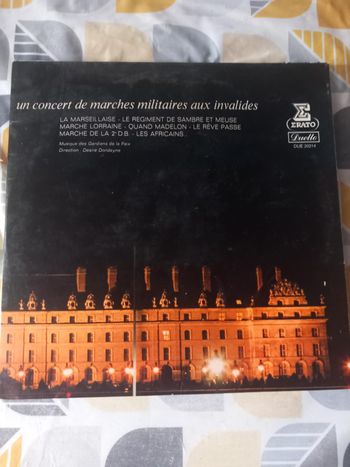 un concert de marches militaires aux invalides
LA MARSEILLAISE - LE REGIMENT DE SAMBRE ET MEUSE
MARCHE LORRAINE - QUAND MADELON - LE RÊVE PASSE
MARCHE DE LA 2e D.B. - LES AFRICAINS...
Musique des Gardiens de la Paix
Direction : Désiré Dondeyne
E
ERATO
Duetto
DUE 20214